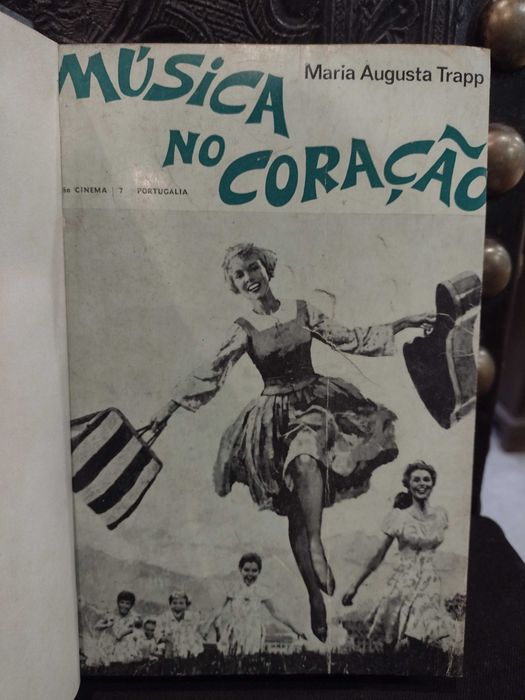 Maria Augusta Trapp
MÚSiCA
NO CORAÇÃO
CINEMA | 7 PORTUGALIA